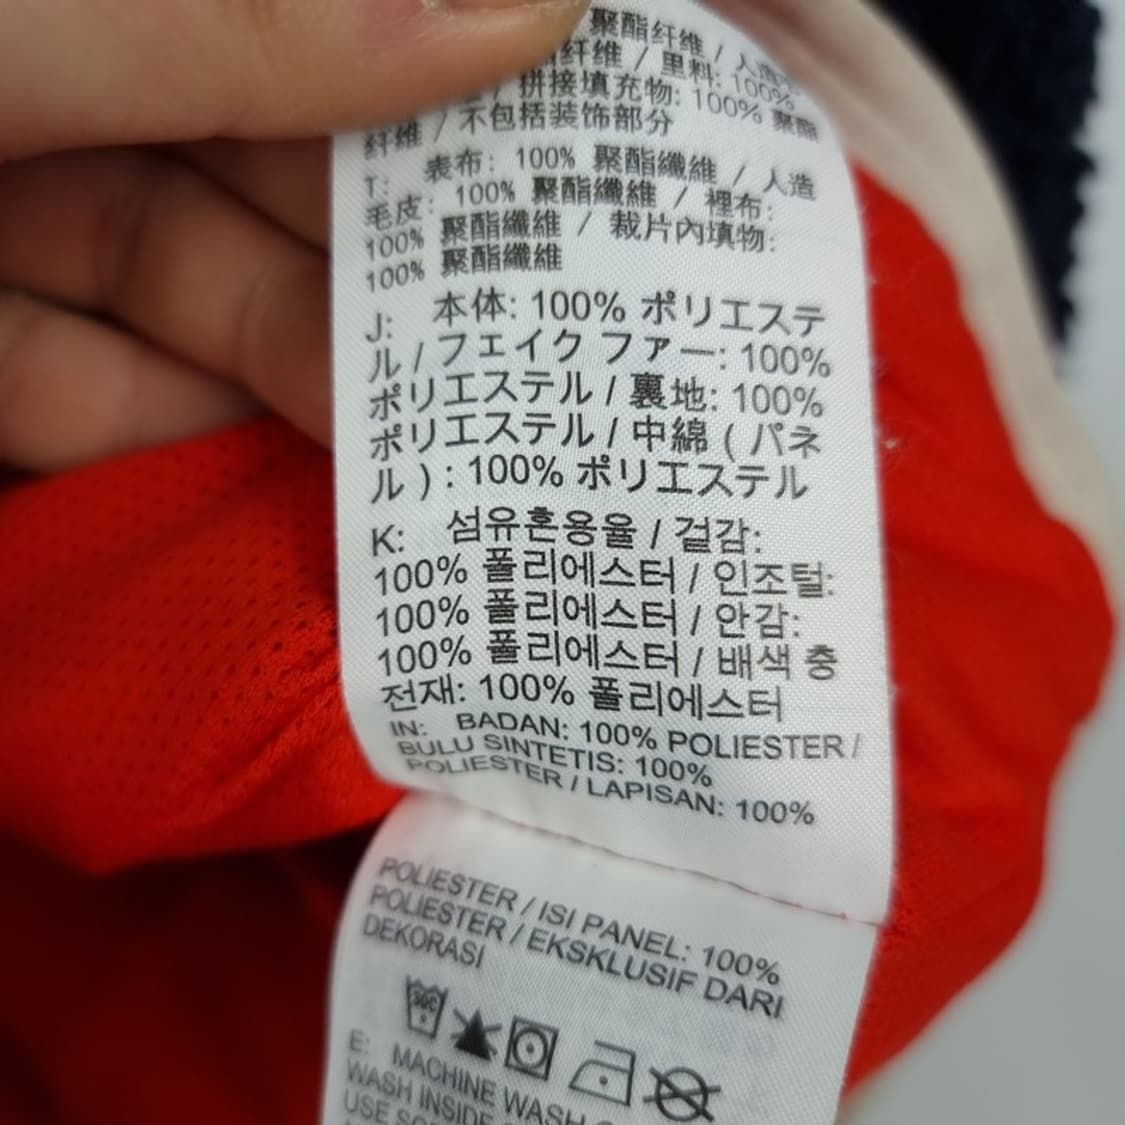 聚酯纤维 / 人造
纤维 / 里料: 100%
/ 拼接填充物: 100% 聚酯
纤维 / 不包括装饰部分
T: 表布: 100% 聚酯纖維 / 人造
毛皮: 100% 聚酯纖維 / 裡布:
100% 聚酯纖維 / 裁片內填物:
100% 聚酯纖維
J: 本体: 100% ポリエステ
ル / フェイク ファー: 100%
ポリエステル / 裏地: 100%
ポリエステル / 中綿 ( パネ
ル ) : 100% ポリエステル
K: 섬유혼용율 / 겉감:
100% 폴리에스터 / 인조털:
100% 폴리에스터 / 안감:
100% 폴리에스터 / 배색 충
전재: 100% 폴리에스터
IN: BADAN: 100% POLIESTER /
BULU SINTETIS: 100%
POLIESTER / LAPISAN: 100%
POLIESTER / ISI PANEL: 100%
POLIESTER / EKSKLUSIF DARI
DEKORASI
30C
E: MACHINE WASH
WASH INSIDE
USE